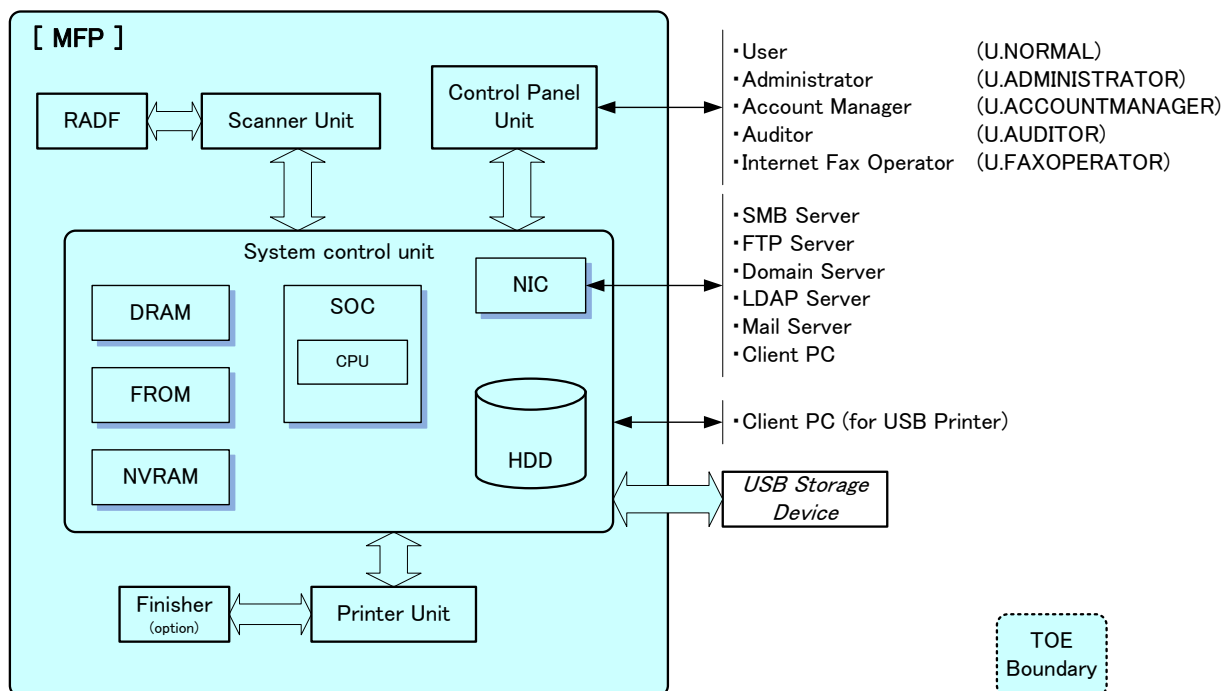 [ MFP ]
RADF
Scanner Unit
Control Panel
Unit
・User (U.NORMAL)
・Administrator (U.ADMINISTRATOR)
・Account Manager (U.ACCOUNTMANAGER)
・Auditor (U.AUDITOR)
・Internet Fax Operator (U.FAXOPERATOR)
System control unit
DRAM
FROM
NVRAM
SOC
CPU
NIC
HDD
・SMB Server
・FTP Server
・Domain Server
・LDAP Server
・Mail Server
・Client PC
・Client PC (for USB Printer)
USB Storage
Device
Finisher
(option)
Printer Unit
TOE
Boundary